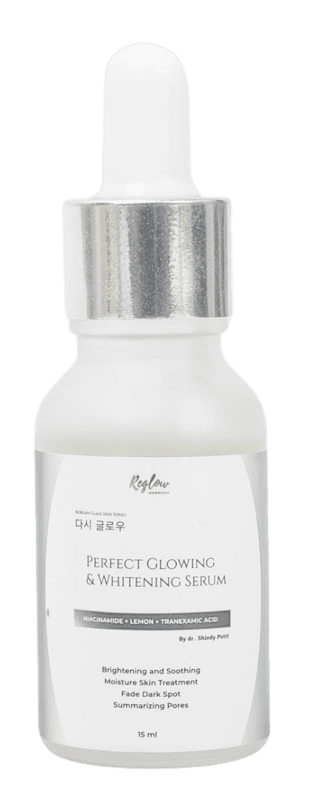 Reglow
KOREAN GLASS SKIN SERIES
다시 글로우
PERFECT GLOWING
& WHITENING SERUM
NIACINAMIDE + LEMON + TRANEXAMIC ACID
By dr. Shindy Putri
Brightening and Soothing
Moisture Skin Treatment
Fade Dark Spot
Summarizing Pores
15 ml